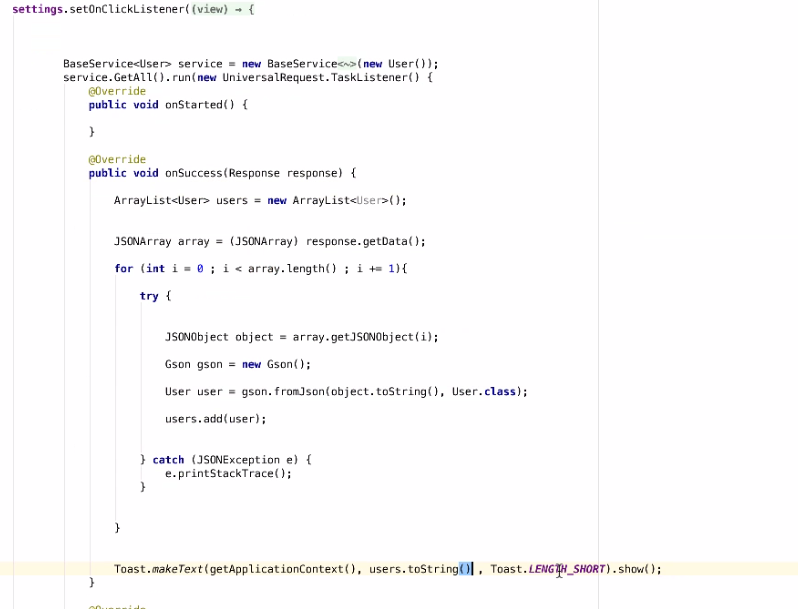 settings.setOnClickListener((view) → {
BaseService<User> service = new BaseService<~>(new User());
service.GetAll().run(new UniversalRequest.TaskListener() {
@Override
public void onStarted() {
}
@Override
public void onSuccess(Response response) {
ArrayList<User> users = new ArrayList<User>();
JSONArray array = (JSONArray) response.getData();
for (int i = 0 ; i < array.length() ; i += 1){
try {
JSONObject object = array.getJSONObject(i);
Gson gson = new Gson();
User user = gson.fromJson(object.toString(), User.class);
users.add(user);
} catch (JSONException e) {
e.printStackTrace();
}
}
Toast.makeText(getApplicationContext(), users.toString() , Toast.LENGTH_SHORT).show();
}
@Override